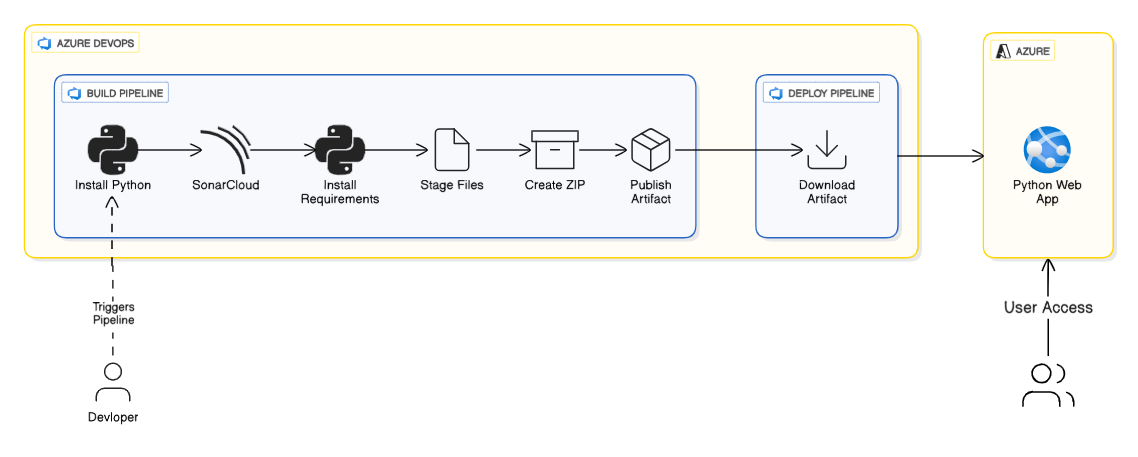 AZURE DEVOPS
AZURE
BUILD PIPELINE
DEPLOY PIPELINE
Install Python
SonarCloud
Install
Requirements
Stage Files
Create ZIP
Publish
Artifact
Download
Artifact
Python Web
App
Triggers
Pipeline
User Access
Devloper